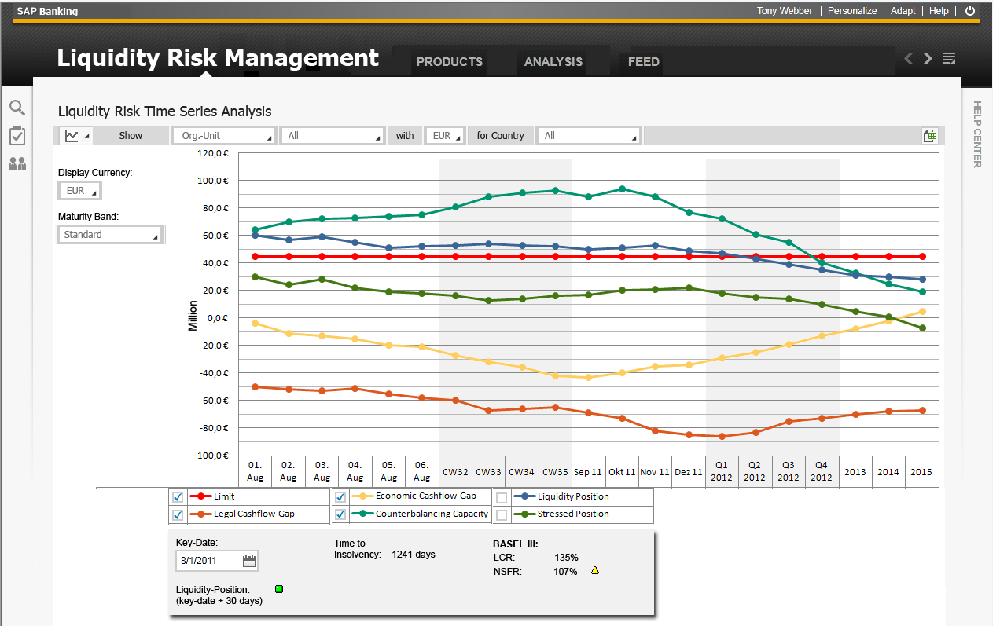 SAP Banking
Tony Webber | Personalize | Adapt | Help |
Liquidity Risk Management
PRODUCTS
ANALYSIS
FEED
HELP CENTER
Liquidity Risk Time Series Analysis
Show Org.-Unit All with EUR for Country All
Display Currency:
EUR
Maturity Band:
Standard
Million
120,0 €
100,0 €
80,0 €
60,0 €
40,0 €
20,0 €
0,0 €
-20,0 €
-40,0 €
-60,0 €
-80,0 €
-100,0 €
01. Aug
02. Aug
03. Aug
04. Aug
05. Aug
06. Aug
CW32
CW33
CW34
CW35
Sep 11
Okt 11
Nov 11
Dez 11
Q1 2012
Q2 2012
Q3 2012
Q4 2012
2013
2014
2015
Limit
Economic Cashflow Gap
Liquidity Position
Legal Cashflow Gap
Counterbalancing Capacity
Stressed Position
Key-Date:
8/1/2011
Liquidity-Position:
(key-date + 30 days)
Time to
Insolvency: 1241 days
BASEL III:
LCR: 135%
NSFR: 107%